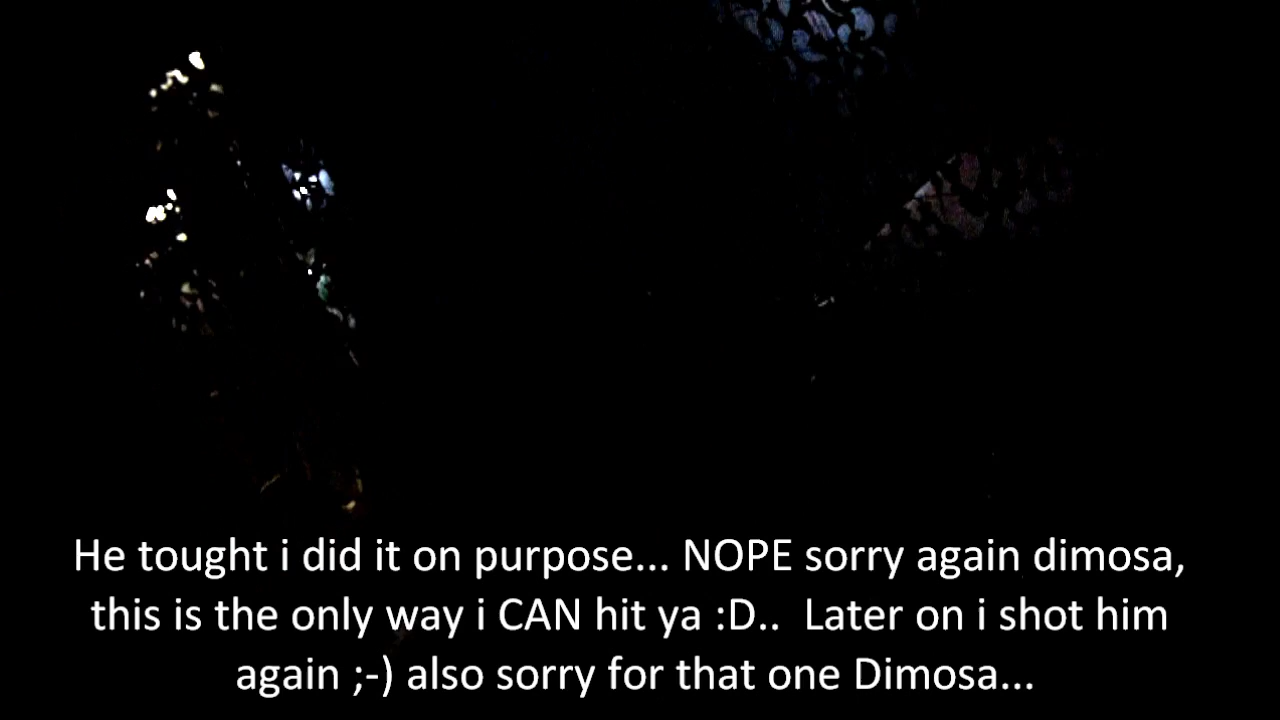 He tought i did it on purpose... NOPE sorry again dimosa,
this is the only way i CAN hit ya :D..  Later on i shot him
again ;-) also sorry for that one Dimosa...